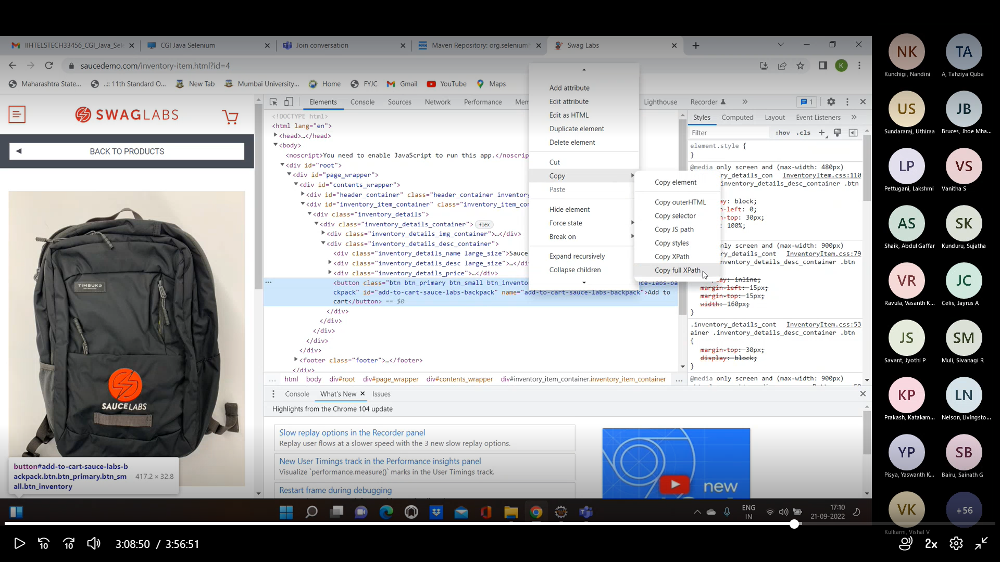 IIHTELSTECH33456_CGI_Java_Sel
CGI Java Selenium
Join conversation
Maven Repository: org.selenium
Swag Labs
saucedemo.com/inventory-item.html?id=4
K
Maharashtra State...
..:: 11th Standard O...
New Tab
Mumbai University...
Home
FYJC
Gmail
YouTube
Maps
SWAGLABS
BACK TO PRODUCTS
TIMBUK2
SAUCELABS
button#add-to-cart-sauce-labs-b
ackpack.btn.btn_primary.btn_sm 417.2 × 32.8
all.btn_inventory
Elements Console Sources Network Performance Mem Lighthouse Recorder 1
<!DOCTYPE html>
<html lang="en">
<head>…</head>
<body>
<noscript>You need to enable JavaScript to run this app.</noscrip
<div id="root">
<div id="page_wrapper">
<div id="contents_wrapper">
<div id="header_container" class="header_container inventory
<div id="inventory_item_container" class="inventory_item_con
<div class="inventory_details">
<div class="inventory_details_container"> flex
<div class="inventory_details_img_container">…</div>
<div class="inventory_details_desc_container">
<div class="inventory_details_name large_size">Sauce
<div class="inventory_details_desc large_size">…</di
<div class="inventory_details_price">…</div>
<button class="btn btn_primary btn_small btn_invento ce-labs-ba
ckpack" id="add-to-cart-sauce-labs-backpack" name="add-to-cart-sauce-labs-backpack">Add to
cart</button> == $0
</div>
</div>
</div>
</div>
</div>
<footer class="footer">…</footer>
</div>
... html body div#root div#page_wrapper div#contents_wrapper div#inventory_item_container.inventory_item_container ...
Add attribute
Edit attribute
Edit as HTML
Duplicate element
Delete element
Cut
Copy
Paste
Hide element
Force state
Break on
Expand recursively
Collapse children
Copy element
Copy outerHTML
Copy selector
Copy JS path
Copy styles
Copy XPath
Copy full XPath
Styles Computed Layout Event Listeners
Filter :hov .cls
element.style {
}
@media only screen and (max-width: 480px)
ry_details_con InventoryItem.css:110
inventory_details_desc_container .btn
ay: block;
n-left: 0;
n-top: 30px;
: 100%;
nly screen and (max-width: 900px)
ry_details_cont InventoryItem.css:79
inventory_details_desc_container .btn
ay: inline;
margin-left: 15px;
margin-top: 15px;
width: 160px;
}
.inventory_details_cont InventoryItem.css:53
ainer .inventory_details_desc_container .btn
{
margin-top: 30px;
display: block;
}
@media only screen and (max-width: 900px)
Console What's New Issues
Highlights from the Chrome 104 update
Slow replay options in the Recorder panel
Replay user flows at a slower speed with the 3 new slow replay options.
New User Timings track in the Performance insights panel
Visualize `performance.measure()` marks in the User Timings track.
Restart frame during debugging
new
ENG
IN
17:10
21-09-2022
3:08:50 / 3:56:51
10
10
2x
NK TA
Kunchigi, Nandini A, Tahziya Quba
US JB
Sundararaj, Uthiraa Bruces, Jhoe Mha...
LP VS
Pettugani, Lakshmi Vanitha S
AS SK
Shaik, Abdul Gaffar Kunduru, Sujatha
VR JC
Ravula, Vasanth K... Celis, Jayrus A
JS SM
Savant, Jyothi P Muli, Sivanagi R
KP LN
Prakash, Katakam... Nelson, Livingsto...
YP SB
Pisya, Yaswanth K... Bairu, Sainath G
VK +56
Kulkarni, Vishal V